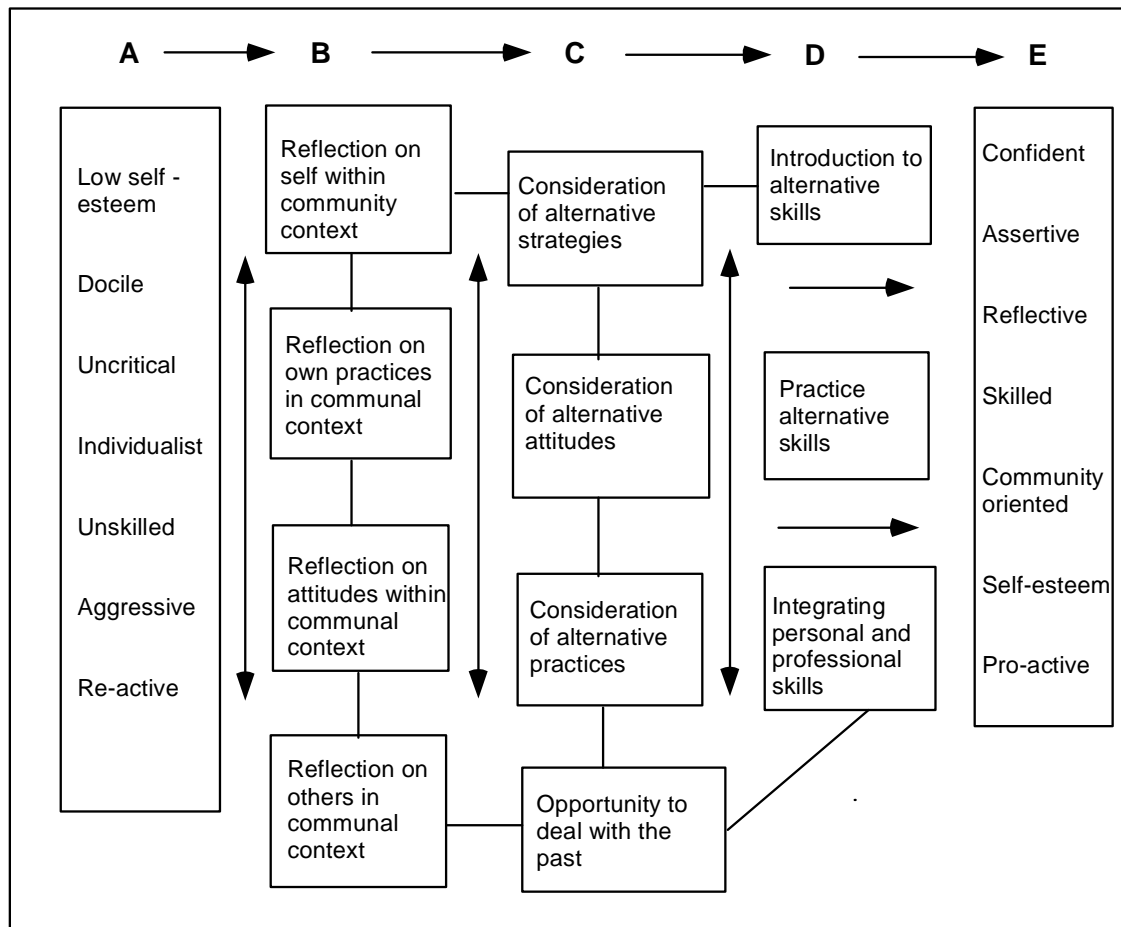 A B C D E
Low self -
esteem
Docile
Uncritical
Individualist
Unskilled
Aggressive
Re-active
Reflection on
self within
community
context
Reflection on
own practices
in communal
context
Reflection on
attitudes within
communal
context
Reflection on
others in
communal
context
Consideration
of alternative
strategies
Consideration
of alternative
attitudes
Consideration
of alternative
practices
Opportunity to
deal with the
past
Introduction to
alternative
skills
Practice
alternative
skills
Integrating
personal and
professional
skills
Confident
Assertive
Reflective
Skilled
Community
oriented
Self-esteem
Pro-active